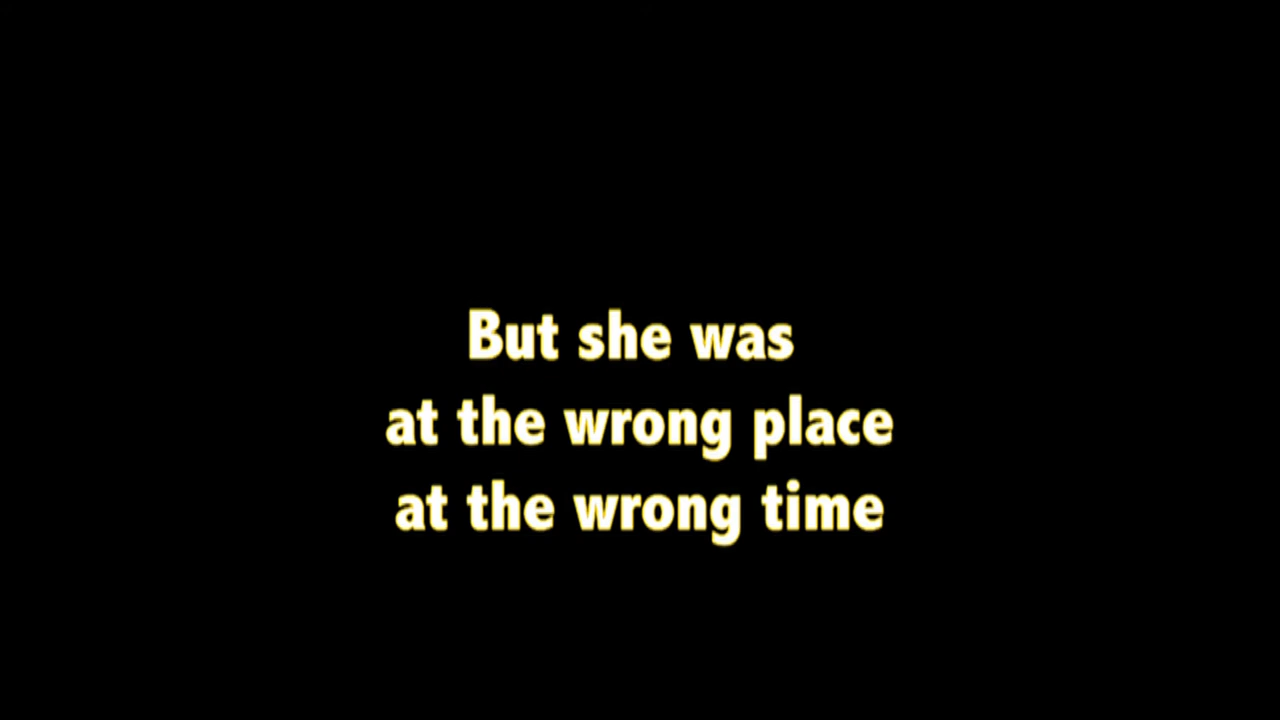 But she was
at the wrong place
at the wrong time